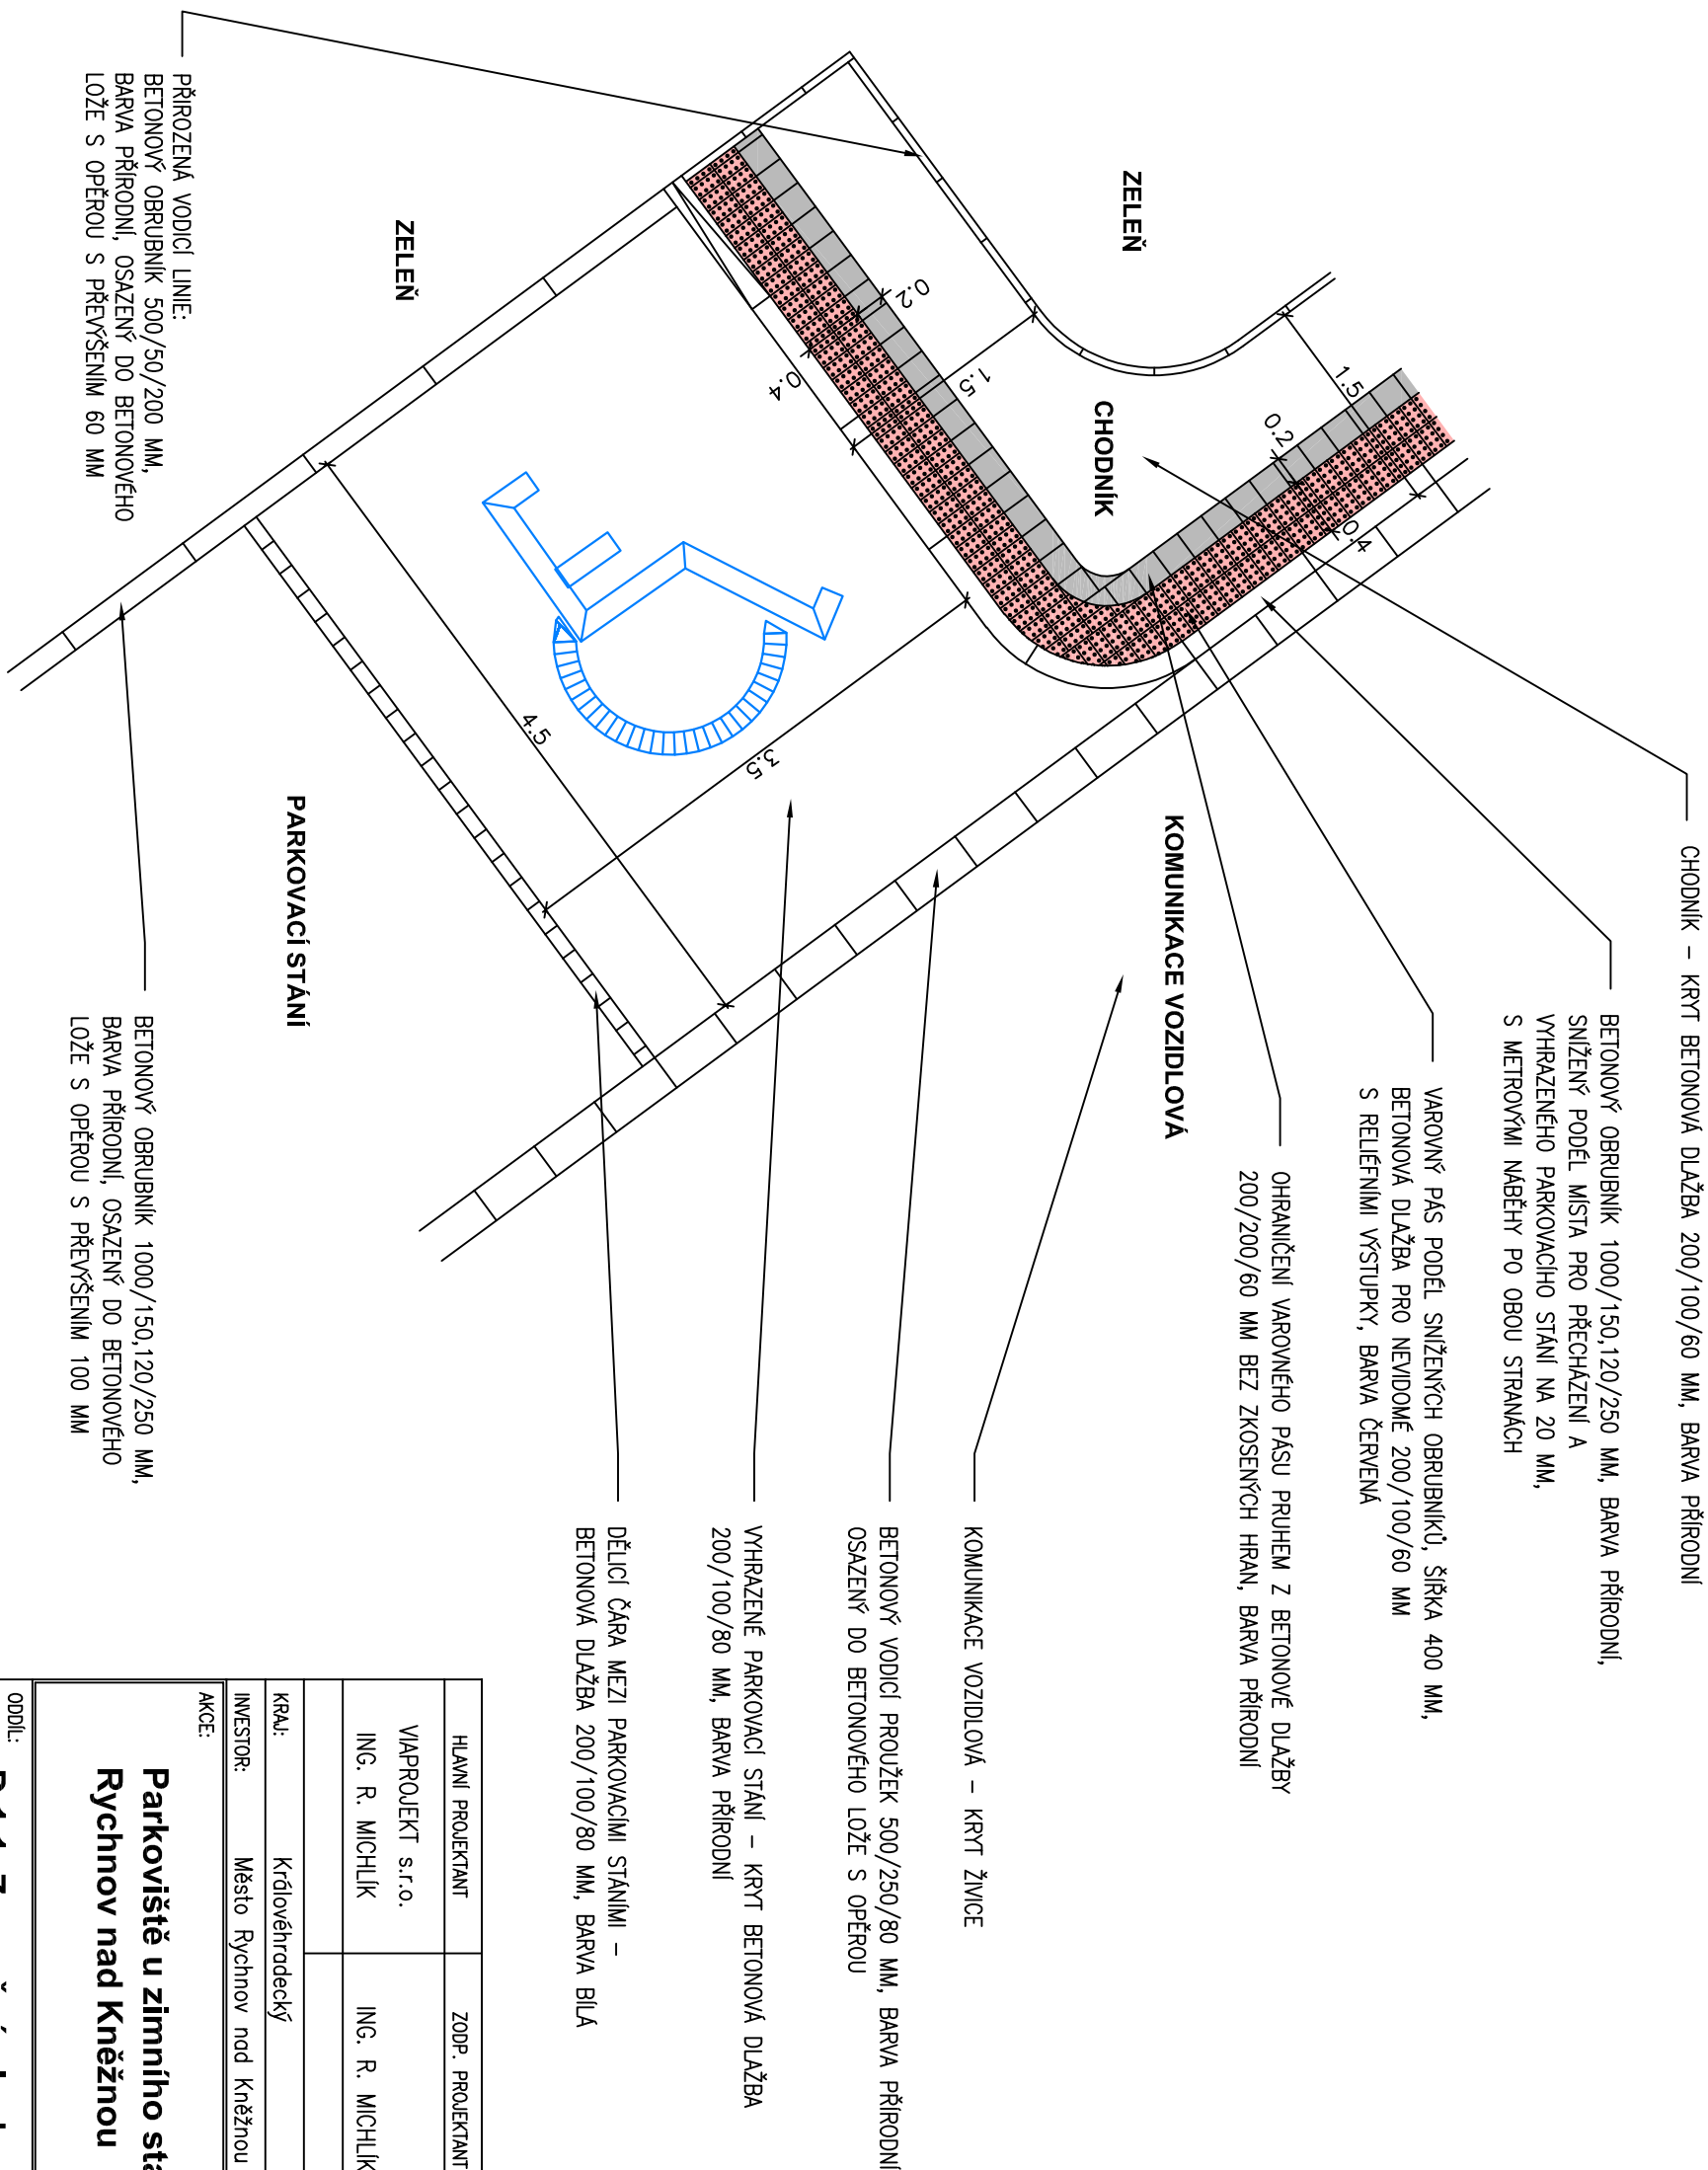 CHODNÍK – KRYT BETONOVÁ DLAŽBA 200/100/60 MM, BARVA PŘÍRODNÍ
BETONOVÝ OBRUBNÍK 1000/150,120/250 MM, BARVA PŘÍRODNÍ,
SNÍŽENÝ PODÉL MÍSTA PRO PŘECHÁZENÍ A
VYHRAZENÉHO PARKOVACÍHO STÁNÍ NA 20 MM,
S METROVÝMI NÁBĚHY PO OBOU STRANÁCH
VAROVNÝ PÁS PODÉL SNÍŽENÝCH OBRUBNÍKŮ, ŠÍŘKA 400 MM,
BETONOVÁ DLAŽBA PRO NEVIDOMÉ 200/100/60 MM
S RELIÉFNÍMI VÝSTUPKY, BARVA ČERVENÁ
OHRANIČENÍ VAROVNÉHO PÁSU PRUHEM Z BETONOVÉ DLAŽBY
200/200/60 MM BEZ ZKOSENÝCH HRAN, BARVA PŘÍRODNÍ
ZELEŇ
CHODNÍK
KOMUNIKACE VOZIDLOVÁ
1.5
0.2
0.4
0.2
1.5
0.4
3.5
4.5
KOMUNIKACE VOZIDLOVÁ – KRYT ŽIVICE
BETONOVÝ VODICÍ PROUŽEK 500/250/80 MM, BARVA PŘÍRODNÍ
OSAZENÝ DO BETONOVÉHO LOŽE S OPĚROU
VYHRAZENÉ PARKOVACÍ STÁNÍ – KRYT BETONOVÁ DLAŽBA
200/100/80 MM, BARVA PŘÍRODNÍ
DĚLICÍ ČÁRA MEZI PARKOVACÍMI STÁNÍMI –
BETONOVÁ DLAŽBA 200/100/80 MM, BARVA BÍLÁ
ZELEŇ
PARKOVACÍ STÁNÍ
PŘIROZENÁ VODICÍ LINIE:
BETONOVÝ OBRUBNÍK 500/50/200 MM,
BARVA PŘÍRODNÍ, OSAZENÝ DO BETONOVÉHO
LOŽE S OPĚROU S PŘEVÝŠENÍM 60 MM
BETONOVÝ OBRUBNÍK 1000/150,120/250 MM,
BARVA PŘÍRODNÍ, OSAZENÝ DO BETONOVÉHO
LOŽE S OPĚROU S PŘEVÝŠENÍM 100 MM
HLAVNÍ PROJEKTANT ZODP. PROJEKTANT
VIAPROJEKT s.r.o.
ING. R. MICHLÍK ING. R. MICHLÍK
KRAJ: Královéhradecký
INVESTOR: Město Rychnov nad Kněžnou
AKCE:
Parkoviště u zimního
Rychnov nad Kněžnou
ODDÍL: